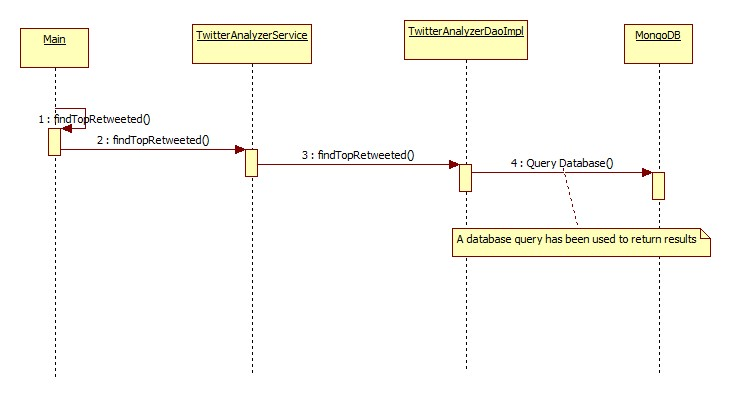 Main
TwitterAnalyzerService
TwitterAnalyzerDaoImpl
MongoDB
1 : findTopRetweeted()
2 : findTopRetweeted()
3 : findTopRetweeted()
4 : Query Database()
A database query has been used to return results